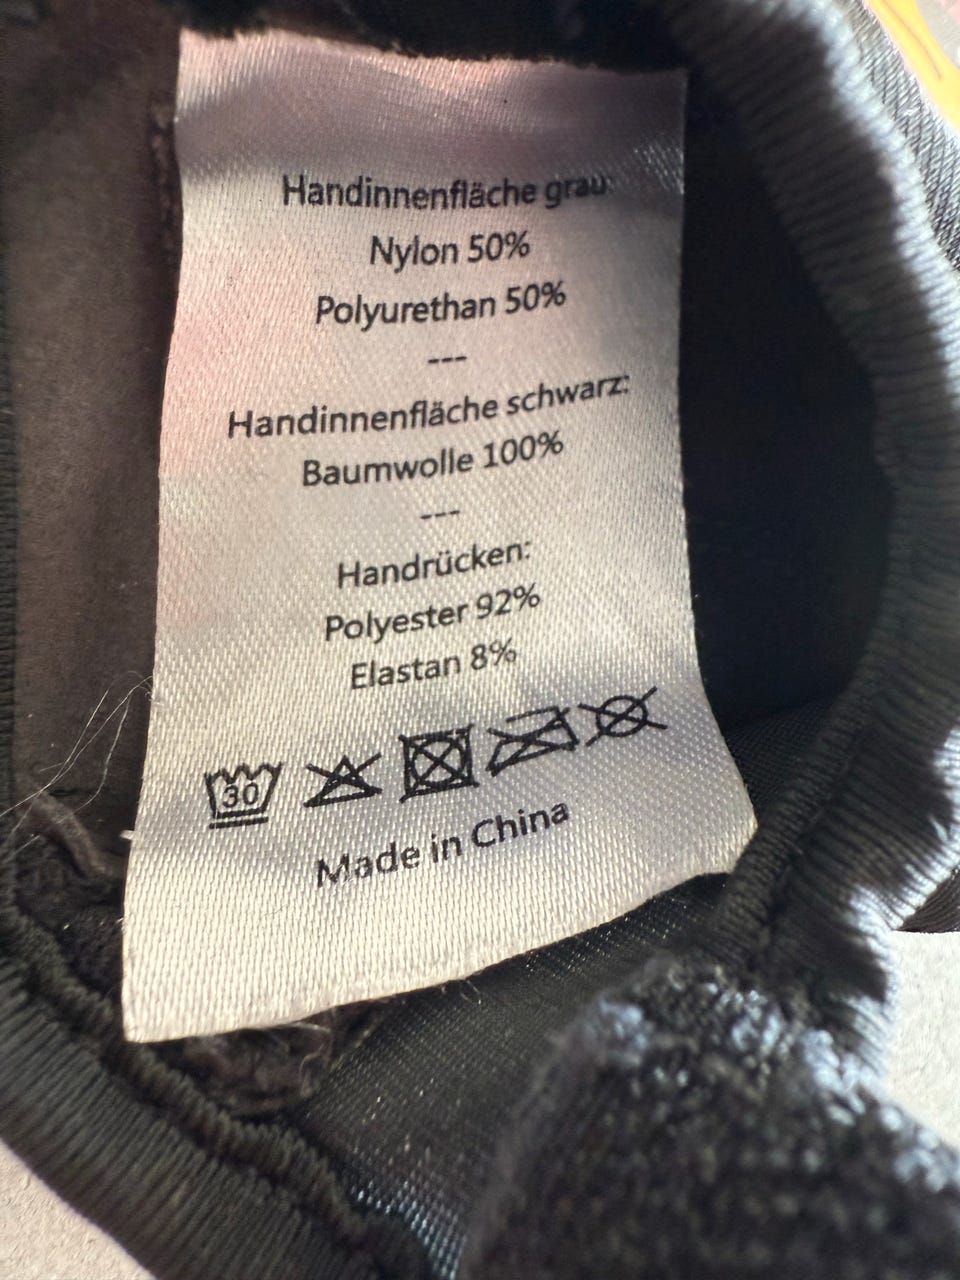 Handinnenfläche grau:
Nylon 50%
Polyurethan 50%
---
Handinnenfläche schwarz:
Baumwolle 100%
---
Handrücken:
Polyester 92%
Elastan 8%
30
Made in China